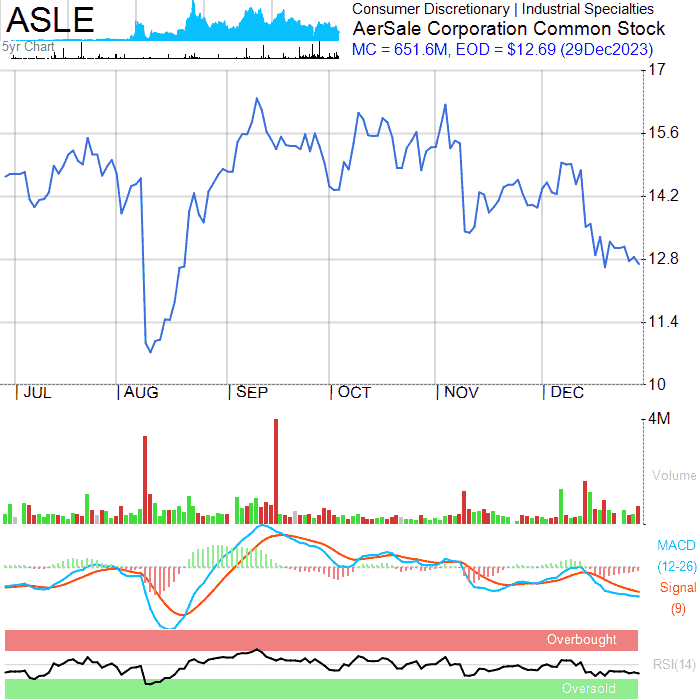 ASLE
5yr Chart
Consumer Discretionary | Industrial Specialties
AerSale Corporation Common Stock
MC = 651.6M, EOD = $12.69 (29Dec2023)
17
15.6
14.2
12.8
11.4
10
JUL
AUG
SEP
OCT
NOV
DEC
4M
Volume
MACD
(12-26)
Signal
(9)
Overbought
RSI(14)
Oversold